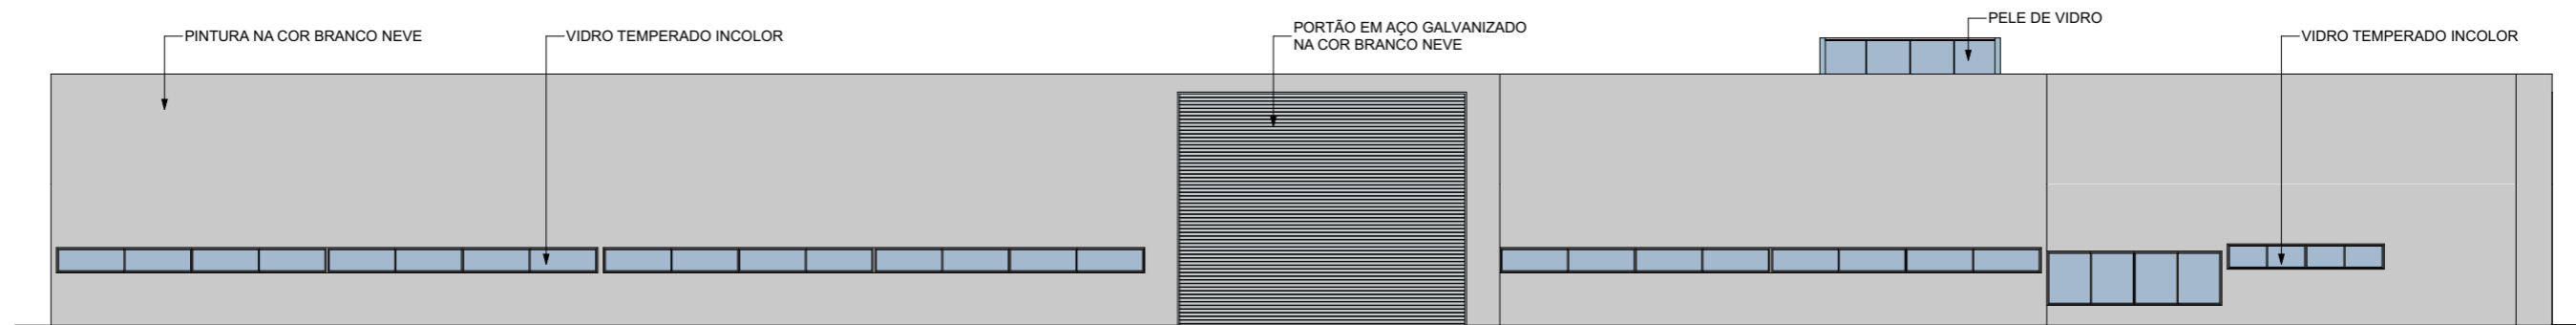 PINTURA NA COR BRANCO NEVE
VIDRO TEMPERADO INCOLOR
PORTÃO EM AÇO GALVANIZADO
NA COR BRANCO NEVE
PELE DE VIDRO
VIDRO TEMPERADO INCOLOR